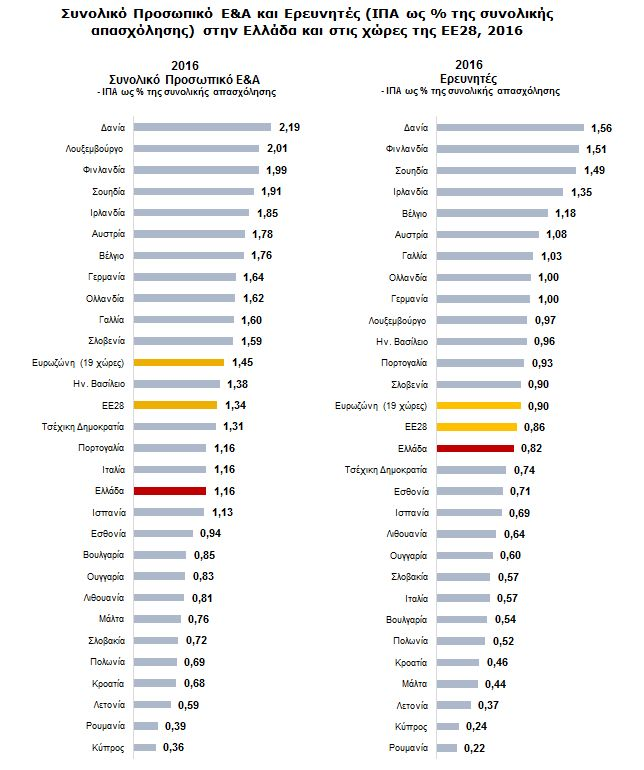 Συνολικό Προσωπικό Ε&Α και Ερευνητές (ΙΠΑ ως % της συνολικής
απασχόλησης) στην Ελλάδα και στις χώρες της ΕΕ28, 2016
2016
Συνολικό Προσωπικό Ε&Α
- ΙΠΑ ως % της συνολικής απασχόλησης
Δανία 2,19
Λουξεμβούργο 2,01
Φινλανδία 1,99
Σουηδία 1,91
Ιρλανδία 1,85
Αυστρία 1,78
Βέλγιο 1,76
Γερμανία 1,64
Ολλανδία 1,62
Γαλλία 1,60
Σλοβενία 1,59
Ευρωζώνη (19 χώρες) 1,45
Ην. Βασίλειο 1,38
ΕΕ28 1,34
Τσέχικη Δημοκρατία 1,31
Πορτογαλία 1,16
Ιταλία 1,16
Ελλάδα 1,16
Ισπανία 1,13
Εσθονία 0,94
Βουλγαρία 0,85
Ουγγαρία 0,83
Λιθουανία 0,81
Μάλτα 0,76
Σλοβακία 0,72
Πολωνία 0,69
Κροατία 0,68
Λετονία 0,59
Ρουμανία 0,39
Κύπρος 0,36
2016
Ερευνητές
- ΙΠΑ ως % της συνολικής απασχόλησης
Δανία 1,56
Φινλανδία 1,51
Σουηδία 1,49
Ιρλανδία 1,35
Βέλγιο 1,18
Αυστρία 1,08
Γαλλία 1,03
Ολλανδία 1,00
Γερμανία 1,00
Λουξεμβούργο 0,97
Ην. Βασίλειο 0,96
Πορτογαλία 0,93
Σλοβενία 0,90
Ευρωζώνη (19 χώρες) 0,90
ΕΕ28 0,86
Ελλάδα 0,82
Τσέχικη Δημοκρατία 0,74
Εσθονία 0,71
Ισπανία 0,69
Λιθουανία 0,64
Ουγγαρία 0,60
Σλοβακία 0,57
Ιταλία 0,57
Βουλγαρία 0,54
Πολωνία 0,52
Κροατία 0,46
Μάλτα 0,44
Λετονία 0,37
Κύπρος 0,24
Ρουμανία 0,22